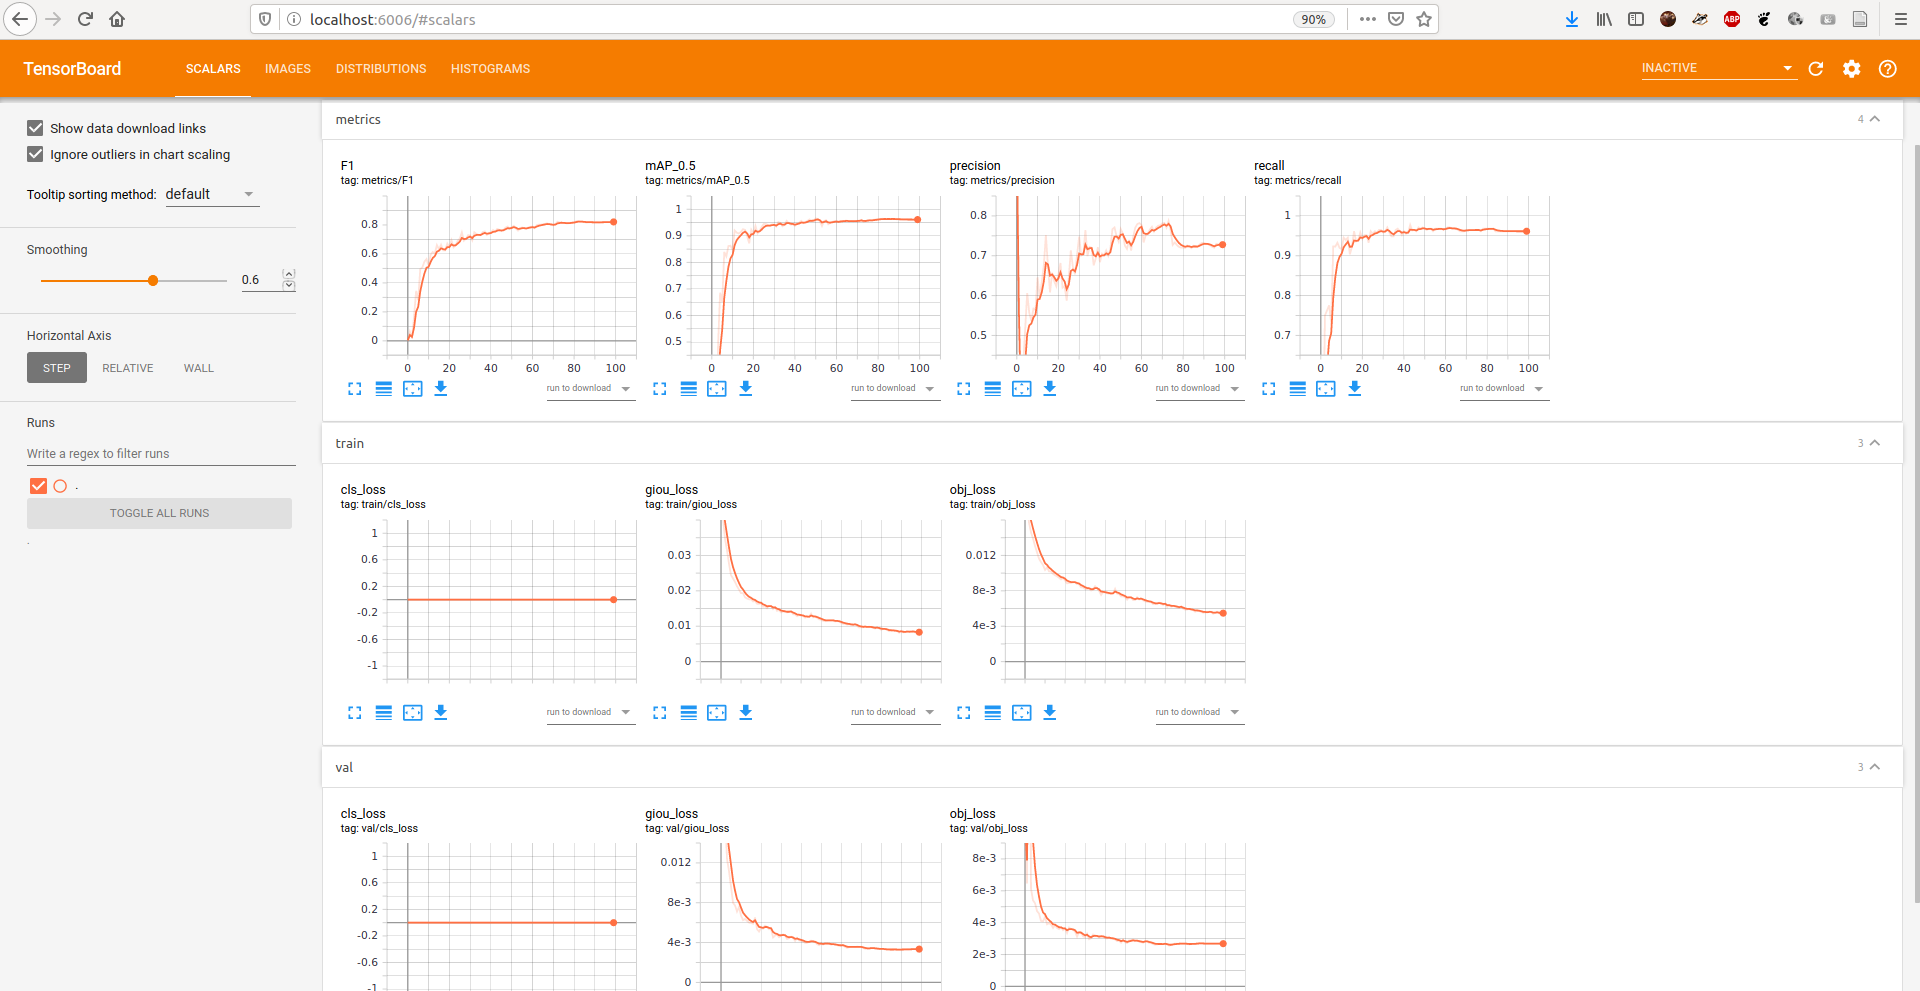 localhost:6006/#scalars
90%
ABP
TensorBoard
SCALARS
IMAGES
DISTRIBUTIONS
HISTOGRAMS
INACTIVE
Show data download links
Ignore outliers in chart scaling
Tooltip sorting method: default
Smoothing
0.6
Horizontal Axis
STEP
RELATIVE
WALL
Runs
Write a regex to filter runs
.
TOGGLE ALL RUNS
.
metrics
4
F1
tag: metrics/F1
0.8
0.6
0.4
0.2
0
0 20 40 60 80 100
run to download
mAP_0.5
tag: metrics/mAP_0.5
1
0.9
0.8
0.7
0.6
0.5
0 20 40 60 80 100
run to download
precision
tag: metrics/precision
0.8
0.7
0.6
0.5
0 20 40 60 80 100
run to download
recall
tag: metrics/recall
1
0.9
0.8
0.7
0 20 40 60 80 100
run to download
train
3
cls_loss
tag: train/cls_loss
1
0.6
0.2
-0.2
-0.6
-1
run to download
giou_loss
tag: train/giou_loss
0.03
0.02
0.01
0
run to download
obj_loss
tag: train/obj_loss
0.012
8e-3
4e-3
0
run to download
val
3
cls_loss
tag: val/cls_loss
1
0.6
0.2
-0.2
-0.6
-1
giou_loss
tag: val/giou_loss
0.012
8e-3
4e-3
0
obj_loss
tag: val/obj_loss
8e-3
6e-3
4e-3
2e-3
0